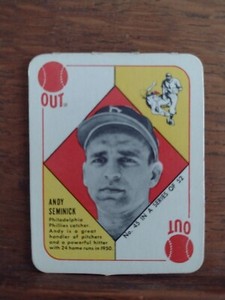 OUT
ANDY
SEMINICK
Philadelphia
Phillies catcher.
Andy is a great
handler of pitchers
and a powerful hitter
with 24 home runs in 1950.
No. 45 IN A SERIES OF 52
OUT